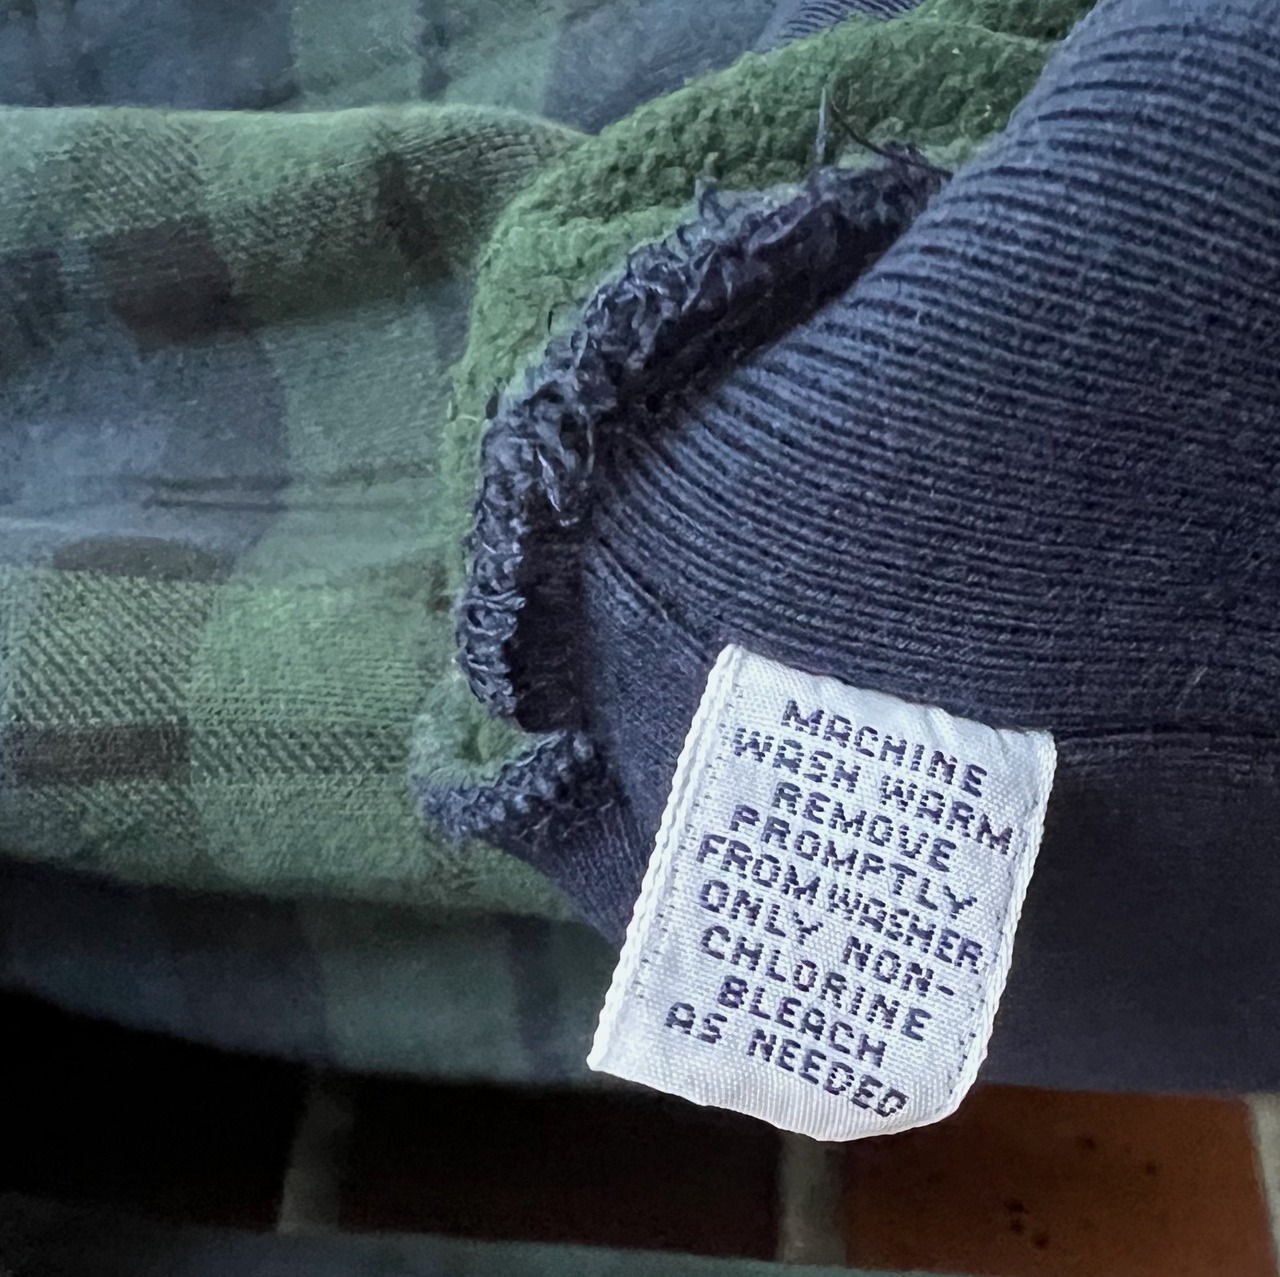 MACHINE
WASH WARM
REMOVE
PROMPTLY
FROM WASHER
ONLY NON-
CHLORINE
BLEACH
AS NEEDED